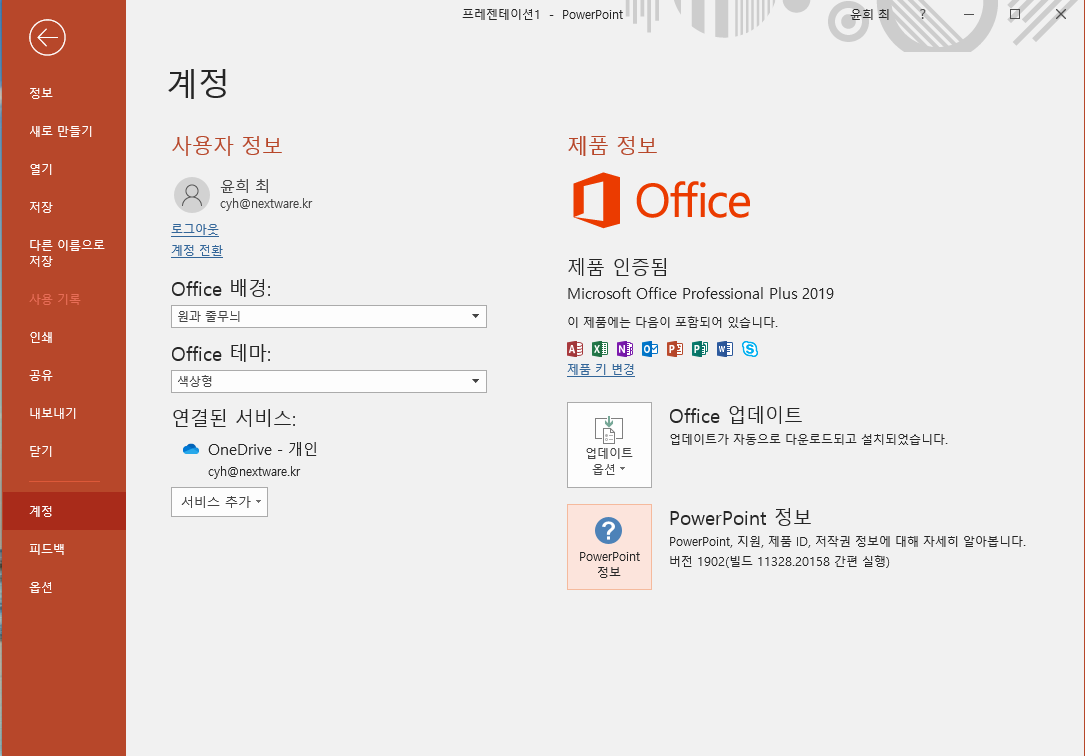 프레젠테이션1 - PowerPoint
윤희 최
?
정보
새로 만들기
열기
저장
다른 이름으로
저장
사용 기록
인쇄
공유
내보내기
닫기
계정
피드백
옵션
계정
사용자 정보
윤희 최
cyh@nextware.kr
로그아웃
계정 전환
Office 배경:
원과 줄무늬
Office 테마:
색상형
연결된 서비스:
OneDrive - 개인
cyh@nextware.kr
서비스 추가
제품 정보
Office
제품 인증됨
Microsoft Office Professional Plus 2019
이 제품에는 다음이 포함되어 있습니다.
제품 키 변경
업데이트
옵션
Office 업데이트
업데이트가 자동으로 다운로드되고 설치되었습니다.
PowerPoint
정보
PowerPoint 정보
PowerPoint, 지원, 제품 ID, 저작권 정보에 대해 자세히 알아봅니다.
버전 1902(빌드 11328.20158 간편 실행)